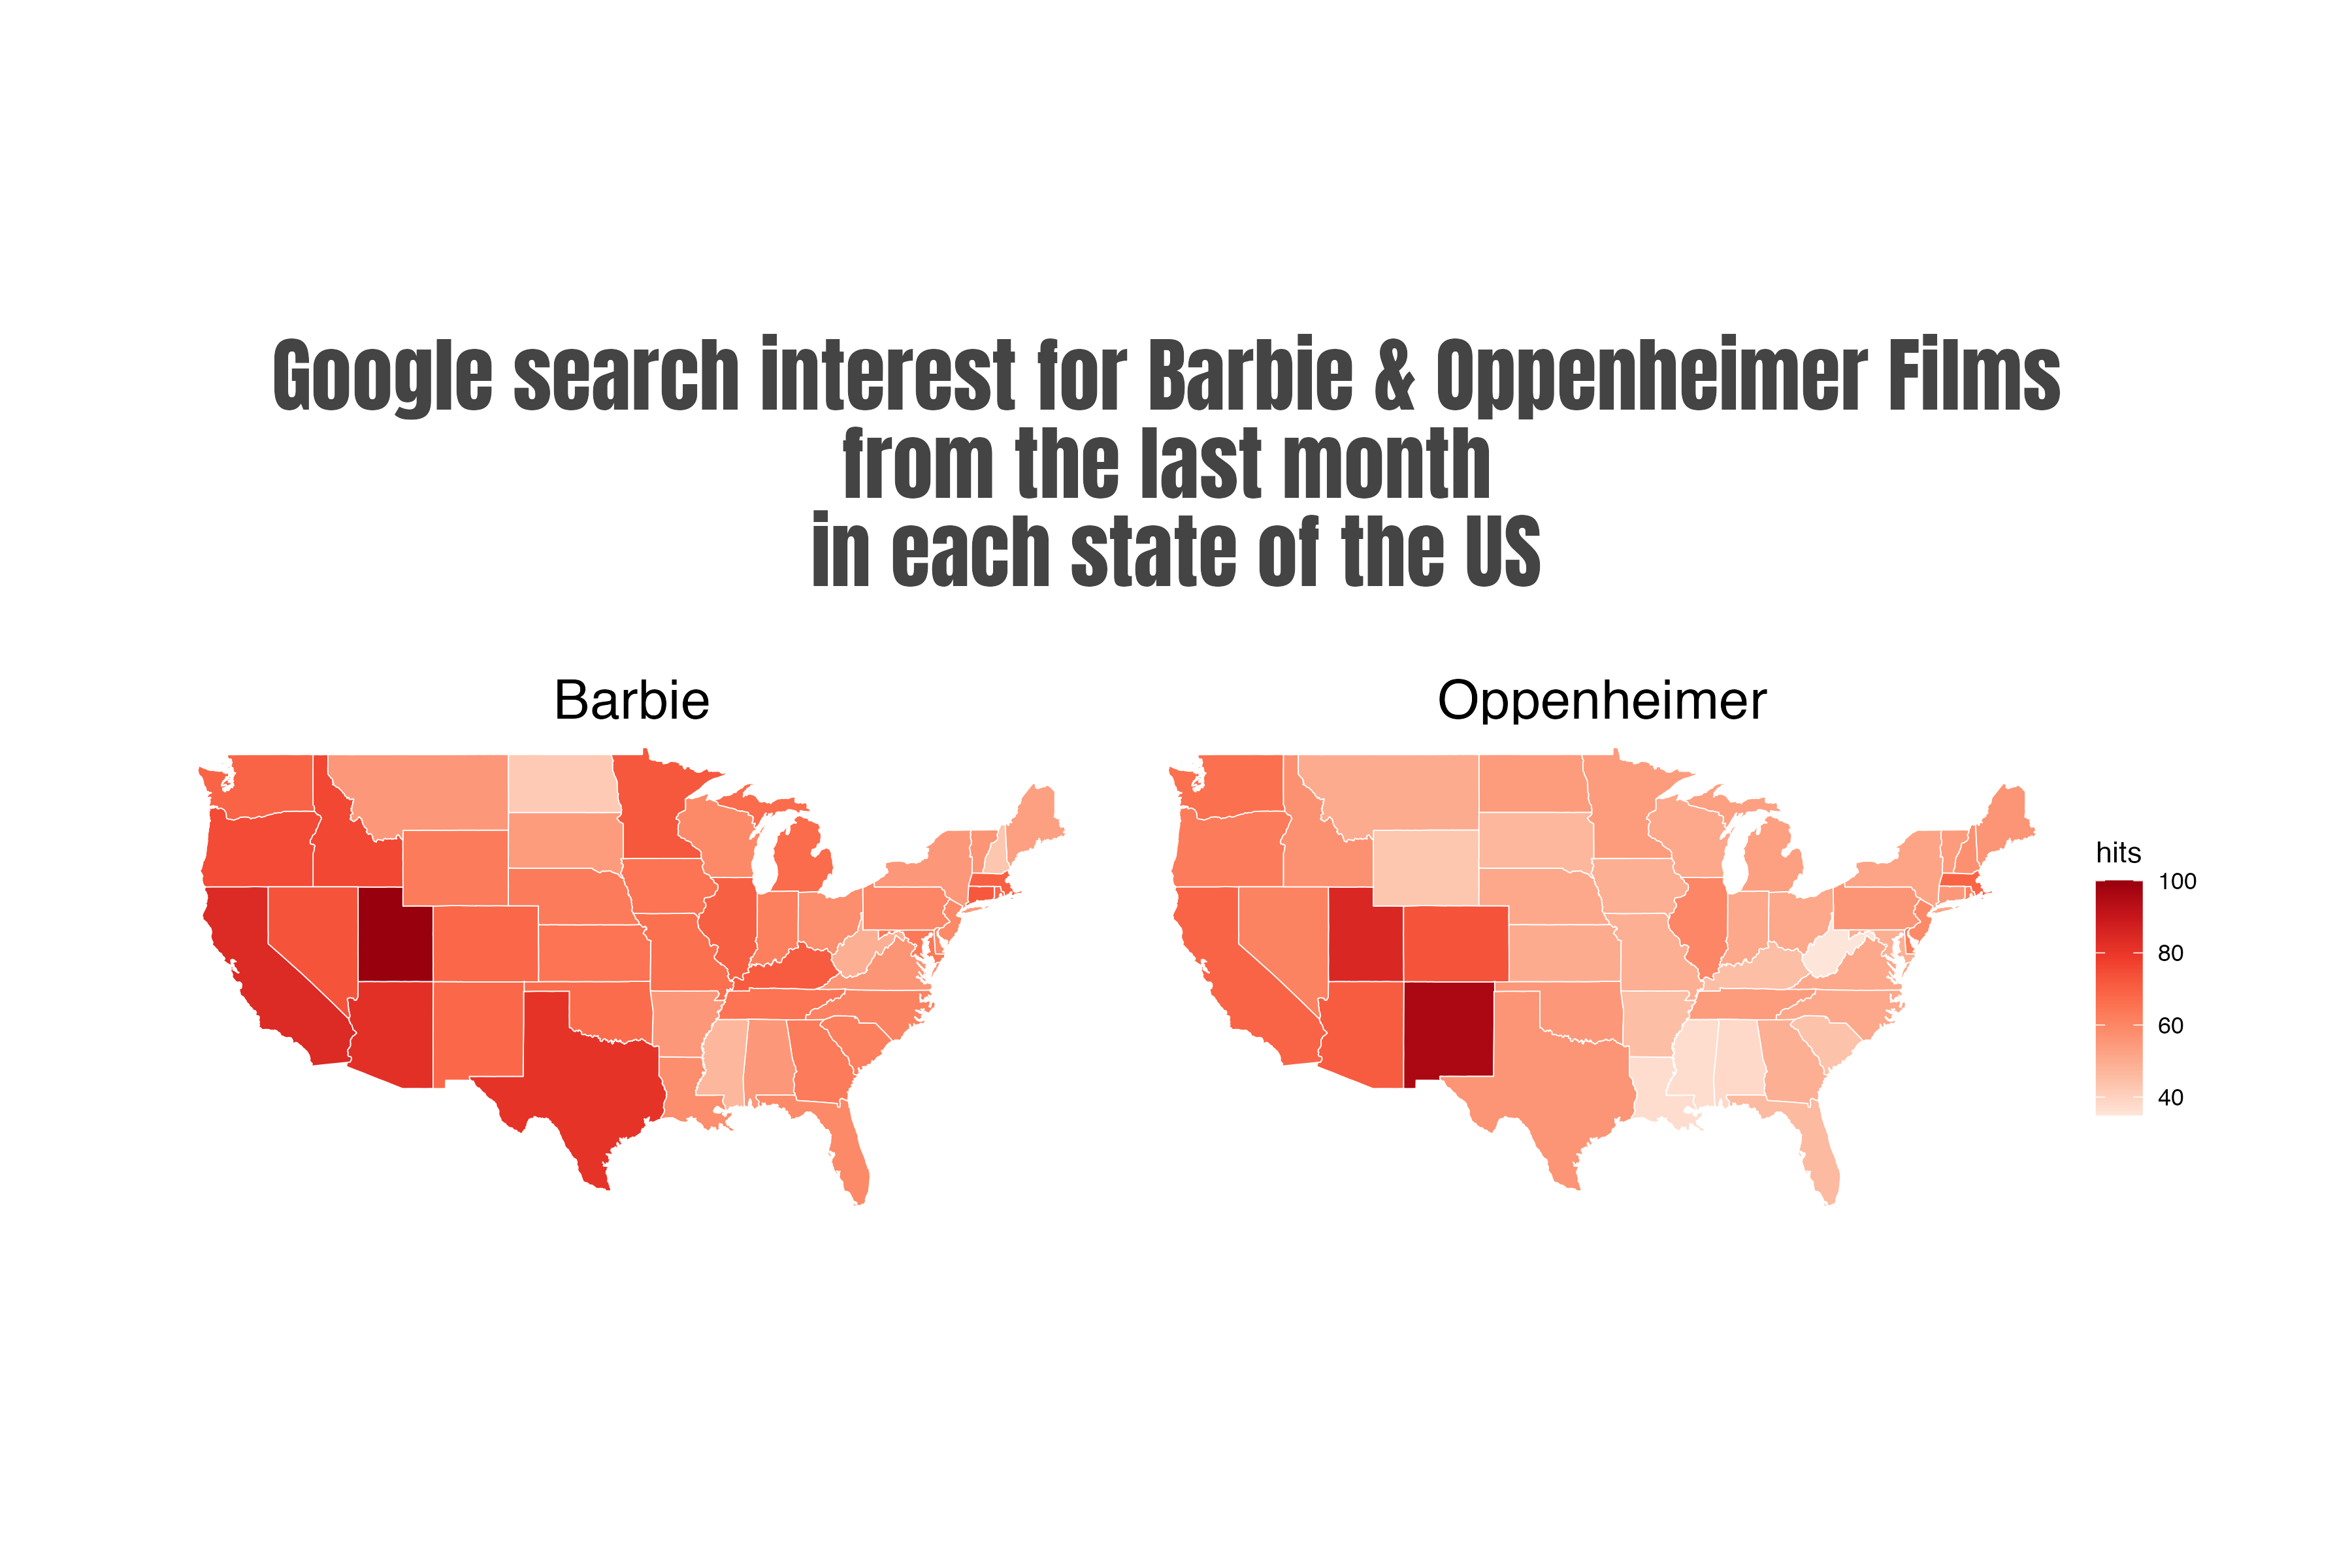 Google search interest for Barbie & Oppenheimer Films
from the last month
in each state of the US
Barbie
Oppenheimer
hits
100
80
60
40